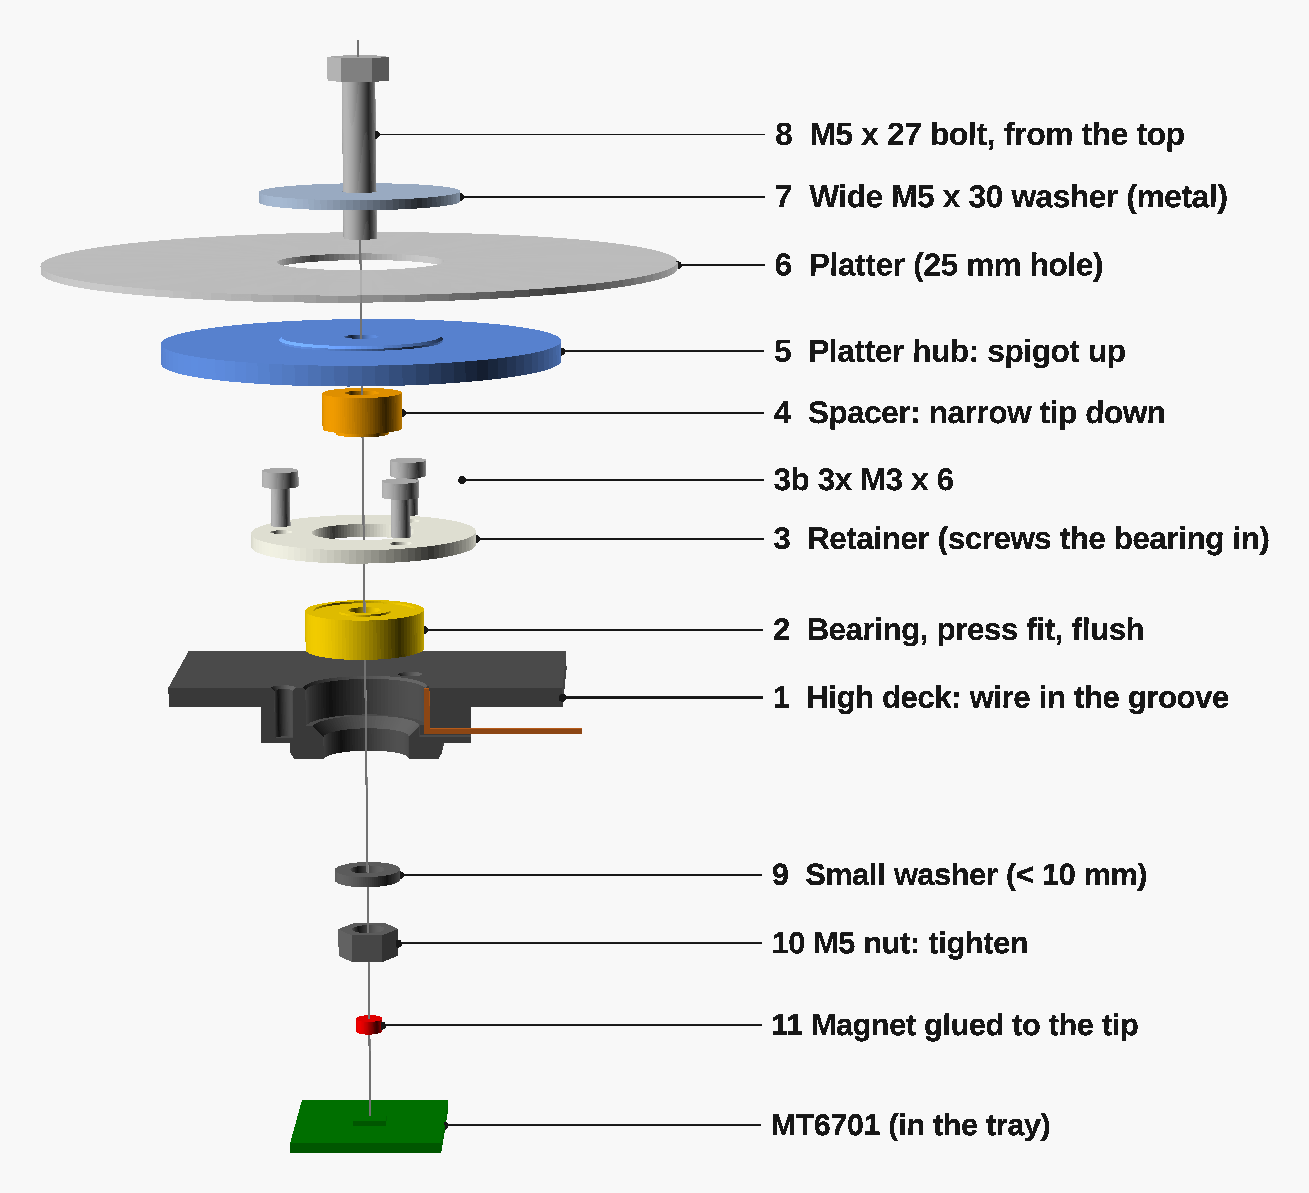 8 M5 x 27 bolt, from the top
7 Wide M5 x 30 washer (metal)
6 Platter (25 mm hole)
5 Platter hub: spigot up
4 Spacer: narrow tip down
3b 3x M3 x 6
3 Retainer (screws the bearing in)
2 Bearing, press fit, flush
1 High deck: wire in the groove
9 Small washer (< 10 mm)
10 M5 nut: tighten
11 Magnet glued to the tip
MT6701 (in the tray)